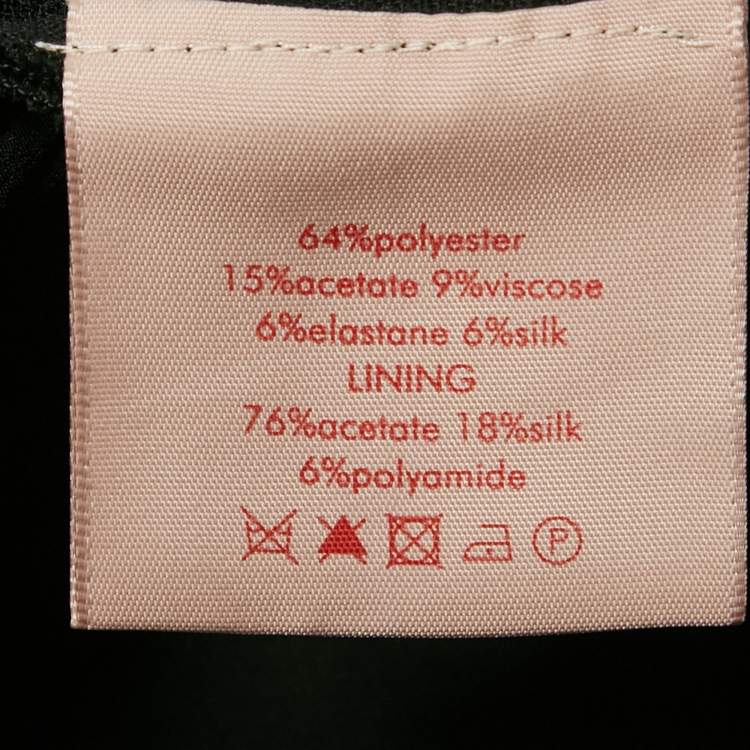 64%polyester
15%acetate 9%viscose
6%elastane 6%silk
LINING
76%acetate 18%silk
6%polyamide
P